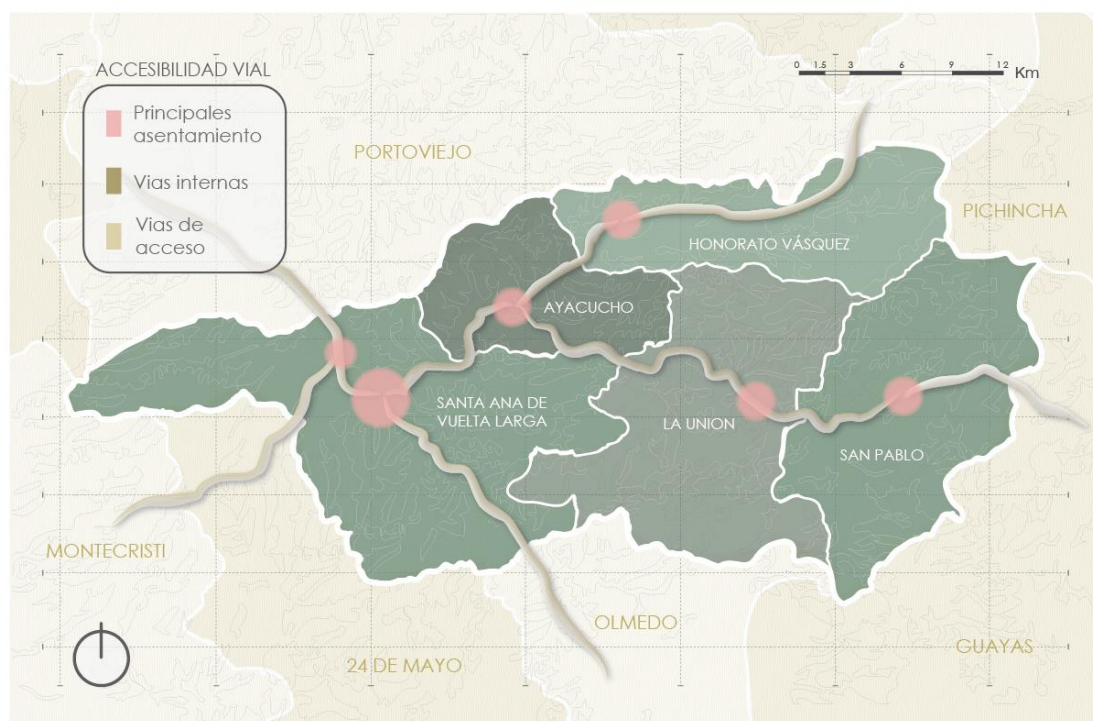 ACCESIBILIDAD VIAL
Principales
asentamiento
Vias internas
Vias de
acceso
0 1.5 3 6 9 12 Km
PORTOVIEJO
PICHINCHA
HONORATO VÁSQUEZ
AYACUCHO
SANTA ANA DE
VUELTA LARGA
LA UNION
SAN PABLO
MONTECRISTI
OLMEDO
24 DE MAYO
GUAYAS